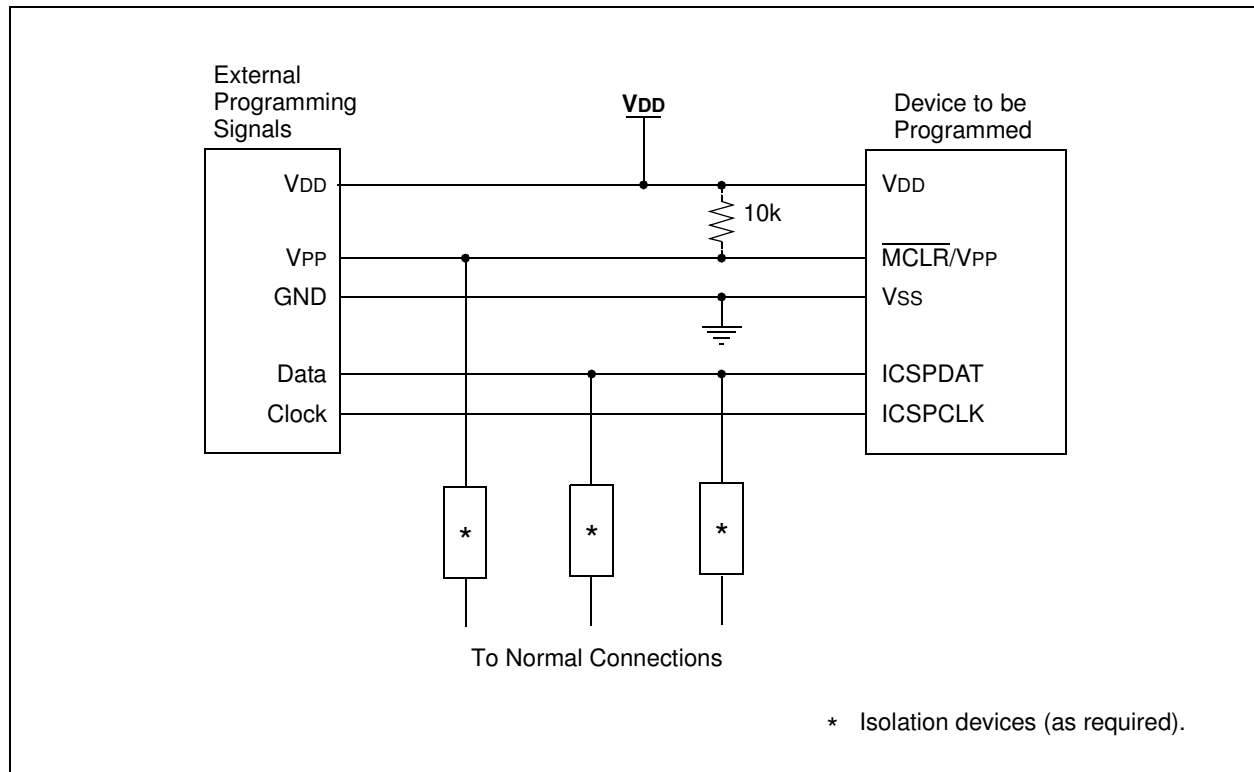 External
Programming
Signals
VDD
Device to be
Programmed
VDD
VDD
10k
VPP
MCLR/VPP
GND
VSS
Data
ICSPDAT
Clock
ICSPCLK
*
*
*
To Normal Connections
* Isolation devices (as required).